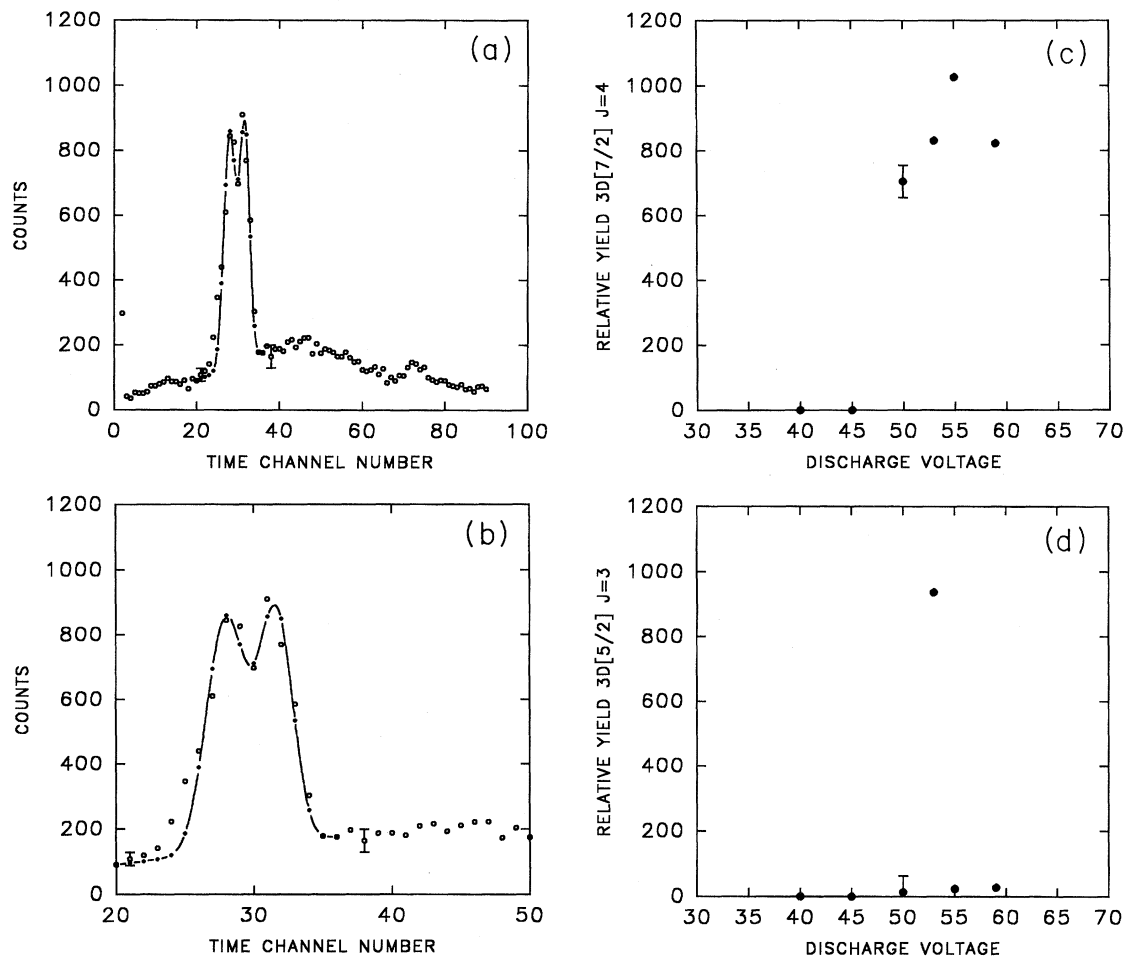 (a)
1200
1000
800
600
400
200
0
COUNTS
0 20 40 60 80 100
TIME CHANNEL NUMBER
(c)
1200
1000
800
600
400
200
0
RELATIVE YIELD 3D[7/2] J=4
30 35 40 45 50 55 60 65 70
DISCHARGE VOLTAGE
(b)
1200
1000
800
600
400
200
0
COUNTS
20 30 40 50
TIME CHANNEL NUMBER
(d)
1200
1000
800
600
400
200
0
RELATIVE YIELD 3D[5/2] J=3
30 35 40 45 50 55 60 65 70
DISCHARGE VOLTAGE